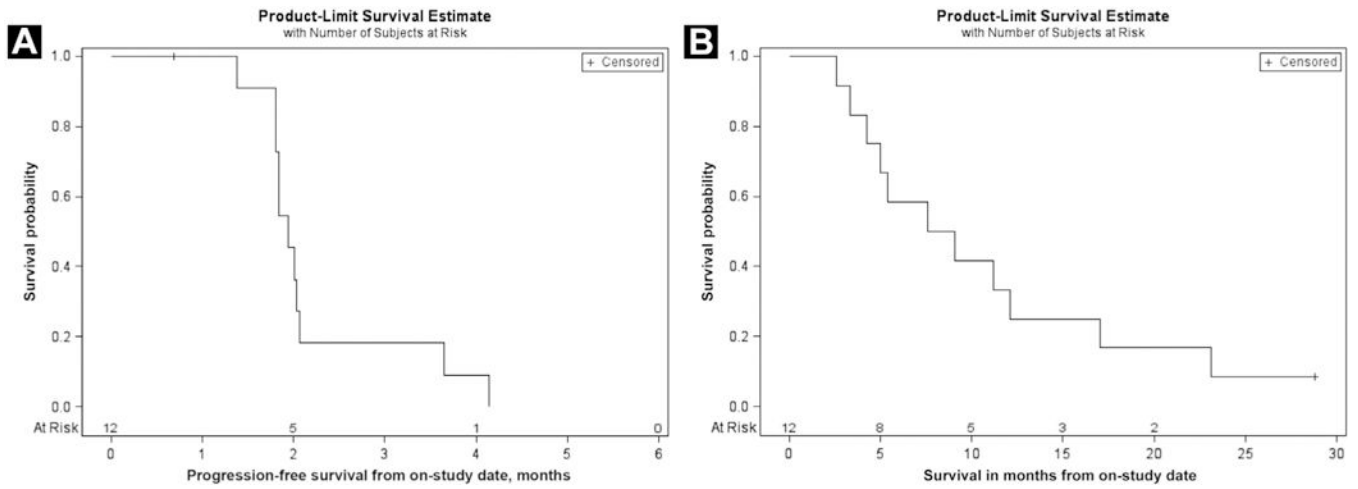 A
Product-Limit Survival Estimate
with Number of Subjects at Risk
+ Censored
Survival probability
1.0
0.8
0.6
0.4
0.2
0.0
At Risk 12 5 1 0
0 1 2 3 4 5 6
Progression-free survival from on-study date, months
B
Product-Limit Survival Estimate
with Number of Subjects at Risk
+ Censored
Survival probability
1.0
0.8
0.6
0.4
0.2
0.0
At Risk 12 8 5 3 2
0 5 10 15 20 25 30
Survival in months from on-study date